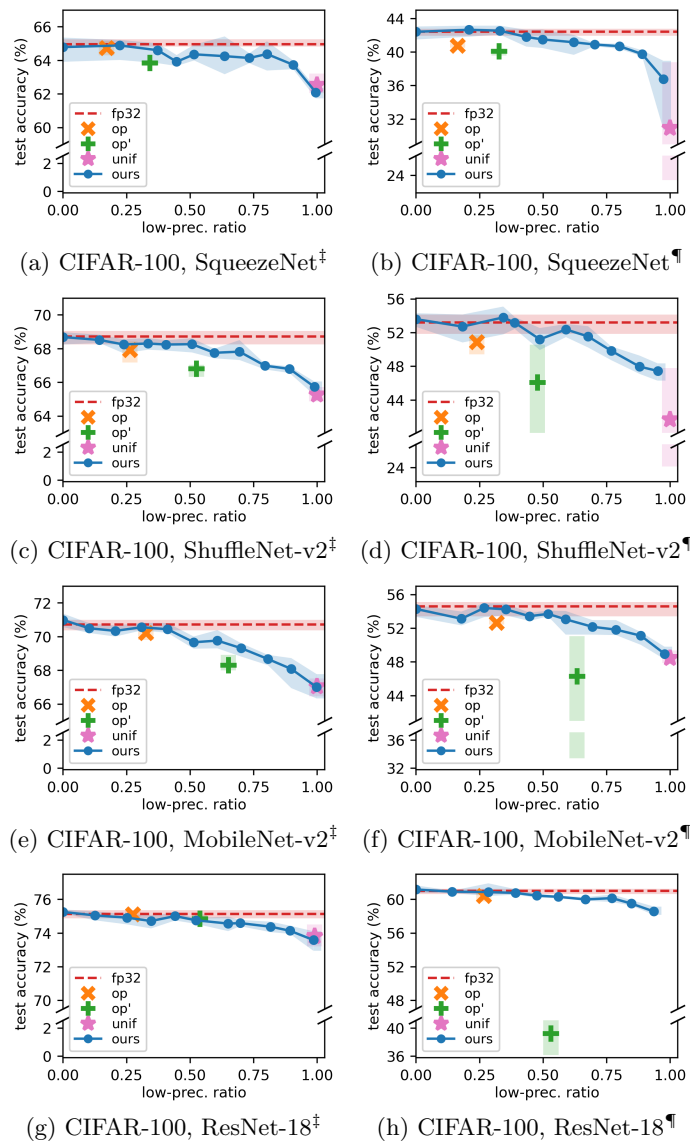 test accuracy (%)
66
64
62
60
2
0
fp32
op
op'
unif
ours
0.00 0.25 0.50 0.75 1.00
low-prec. ratio
(a) CIFAR-100, SqueezeNet‡
44
40
36
32
24
fp32
op
op'
unif
ours
0.00 0.25 0.50 0.75 1.00
test accuracy (%)
low-prec. ratio
(b) CIFAR-100, SqueezeNet¶
test accuracy (%)
70
68
66
64
2
0
fp32
op
op'
unif
ours
0.00 0.25 0.50 0.75 1.00
low-prec. ratio
(c) CIFAR-100, ShuffleNet-v2‡
test accuracy (%)
56
52
48
44
24
fp32
op
op'
unif
ours
0.00 0.25 0.50 0.75 1.00
low-prec. ratio
(d) CIFAR-100, ShuffleNet-v2¶
test accuracy (%)
72
70
68
66
2
0
fp32
op
op'
unif
ours
0.00 0.25 0.50 0.75 1.00
low-prec. ratio
(e) CIFAR-100, MobileNet-v2‡
test accuracy (%)
56
52
48
44
36
32
fp32
op
op'
unif
ours
0.00 0.25 0.50 0.75 1.00
low-prec. ratio
(f) CIFAR-100, MobileNet-v2¶
test accuracy (%)
76
74
72
70
2
0
fp32
op
op'
unif
ours
0.00 0.25 0.50 0.75 1.00
low-prec. ratio
(g) CIFAR-100, ResNet-18‡
test accuracy (%)
60
56
52
48
40
36
fp32
op
op'
unif
ours
0.00 0.25 0.50 0.75 1.00
low-prec. ratio
(h) CIFAR-100, ResNet-18¶